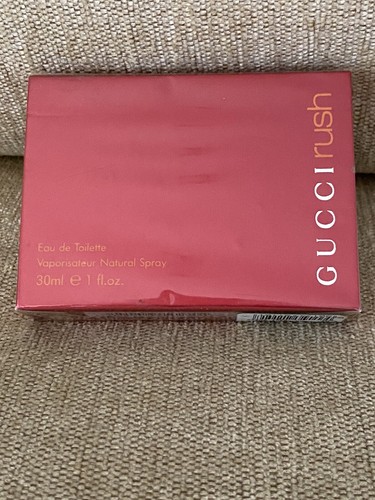 GUCCI rush
Eau de Toilette
Vaporisateur Natural Spray
30ml ℮ 1 fl.oz.